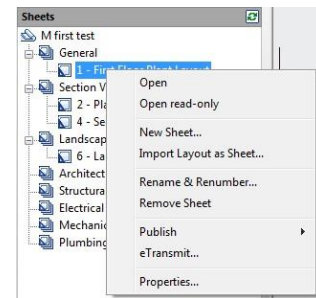 Sheets
M first test
General
1 - First Floor Plant Layout
Section V
2 - Pla
4 - Se
Landscap
6 - La
Architect
Structura
Electrical
Mechanic
Plumbing
Open
Open read-only
New Sheet...
Import Layout as Sheet...
Rename & Renumber...
Remove Sheet
Publish
eTransmit...
Properties...